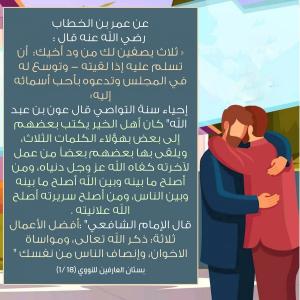 عن عمر بن الخطاب
رضي الله عنه قال :
« ثلاث يصفين لك من ود أخيك: أن
تسلم عليه إذا لقيته – وتوسع له
في المجلس وتدعوه بأحب أسمائه
إليه»
إحياء سنة التواصي قال عون بن عبد
الله" كان أهل الخير يكتب بعضهم
إلى بعض بهؤلاء الكلمات الثلاث،
ويلقى بها بعضهم بعضاً من عمل
لآخرته كفاه الله عز وجل دنياه، ومن
أصلح ما بينه وبين الله أصلح ما بينه
وبين الناس، ومن أصلح سريرته أصلح
الله علانيته .
قال الإمام الشافعي" :أفضل الأعمال
ثلاثة: ذكر الله تعالى، ومواساة
الاخوان، وإنصاف الناس من نفسك "
بستان العارفين للنووي (18 /1)